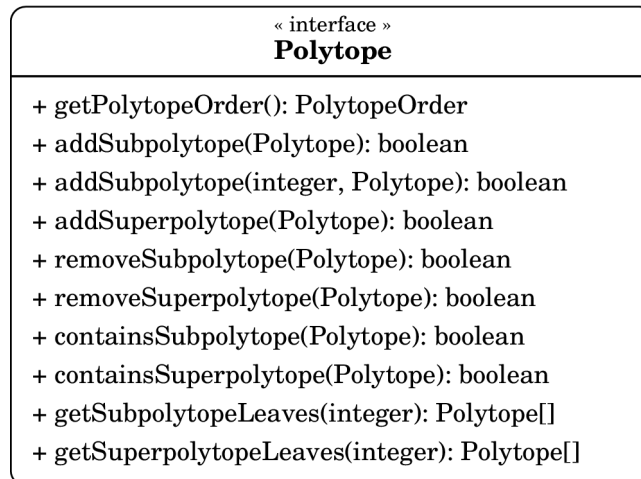 « interface »
Polytope
+ getPolytopeOrder(): PolytopeOrder
+ addSubpolytope(Polytope): boolean
+ addSubpolytope(integer, Polytope): boolean
+ addSuperpolytope(Polytope): boolean
+ removeSubpolytope(Polytope): boolean
+ removeSuperpolytope(Polytope): boolean
+ containsSubpolytope(Polytope): boolean
+ containsSuperpolytope(Polytope): boolean
+ getSubpolytopeLeaves(integer): Polytope[]
+ getSuperpolytopeLeaves(integer): Polytope[]